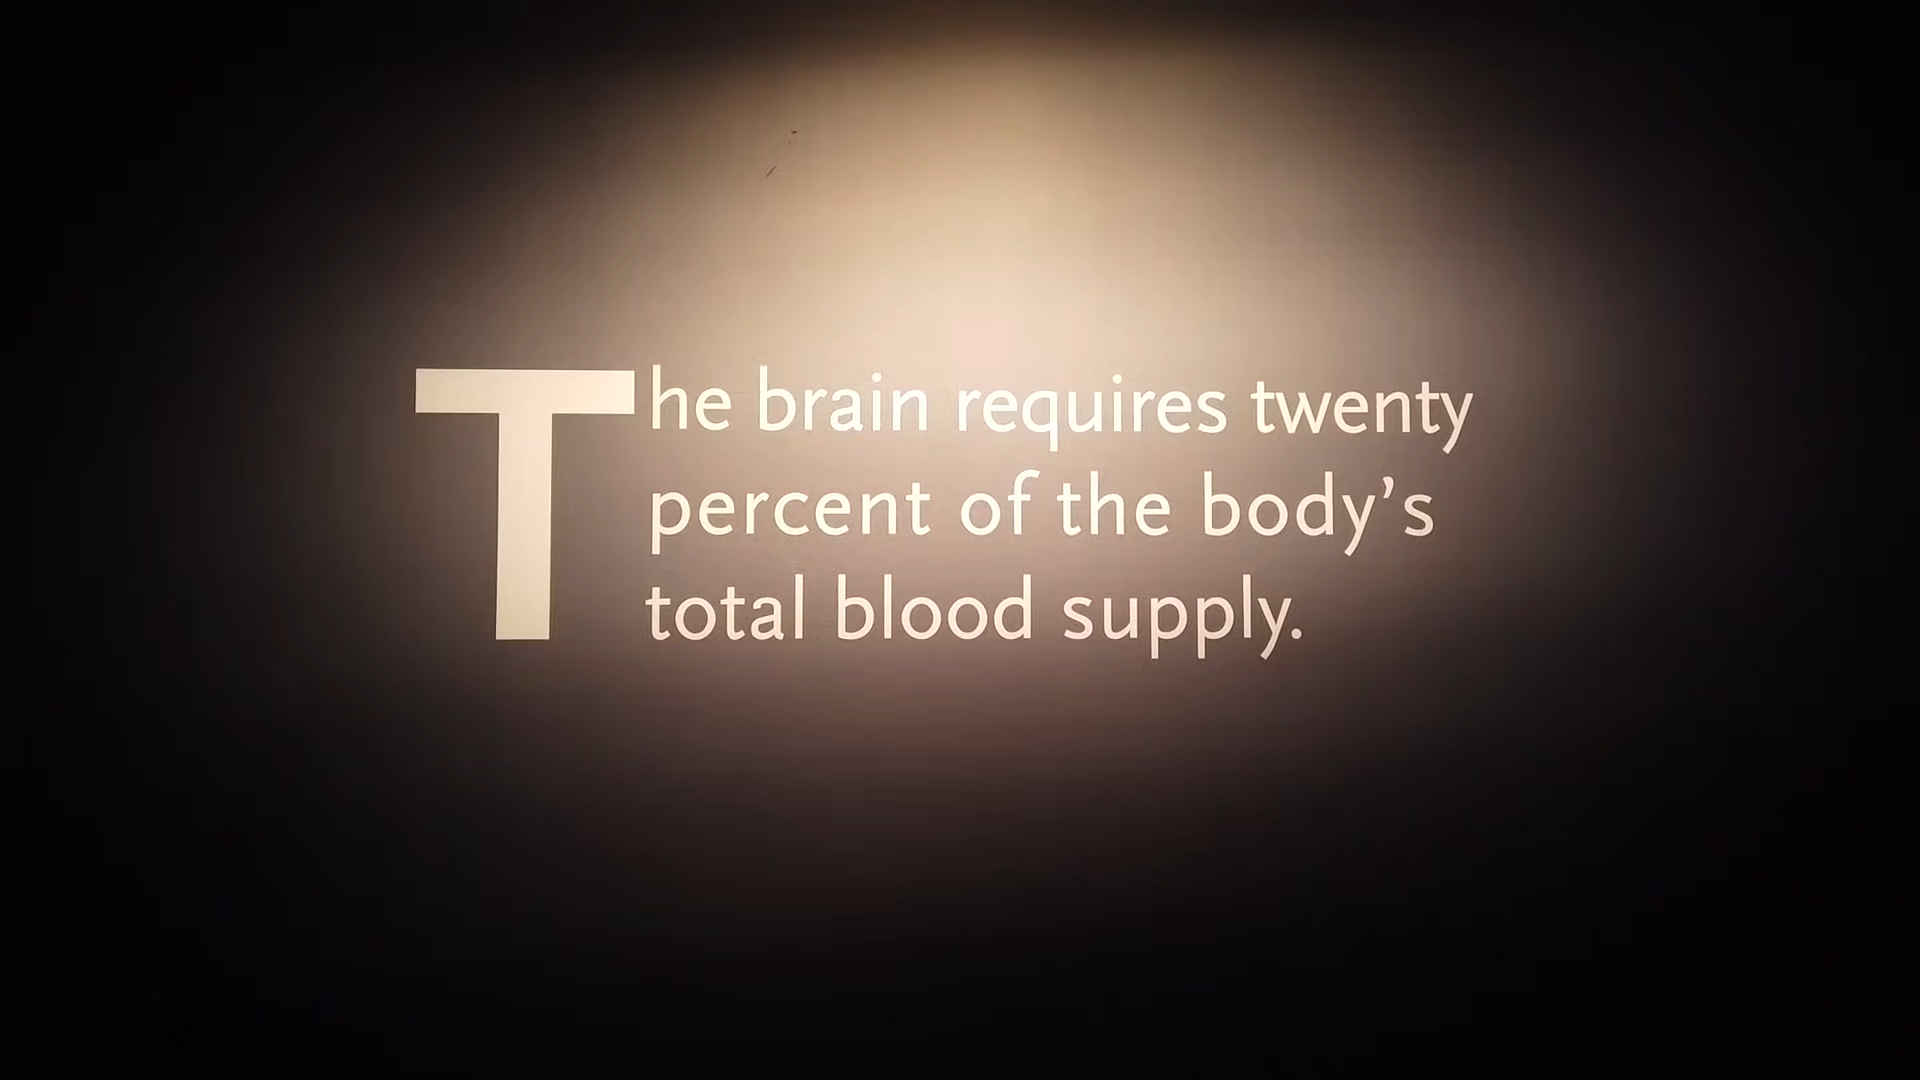 The brain requires twenty
percent of the body’s
total blood supply.